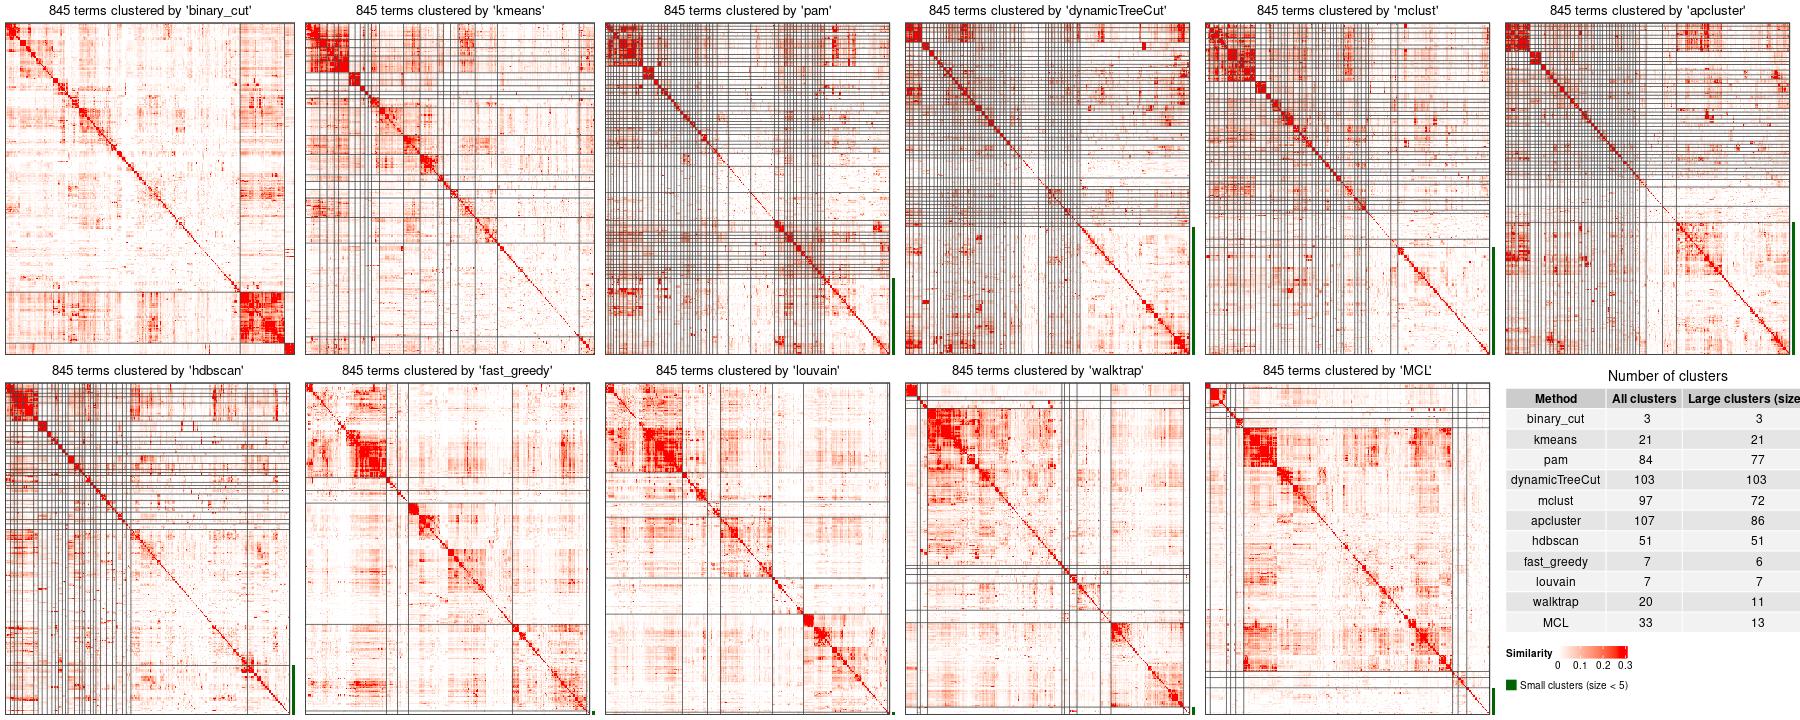 845 terms clustered by 'binary_cut'
845 terms clustered by 'kmeans'
845 terms clustered by 'pam'
845 terms clustered by 'dynamicTreeCut'
845 terms clustered by 'mclust'
845 terms clustered by 'apcluster'
845 terms clustered by 'hdbscan'
845 terms clustered by 'fast_greedy'
845 terms clustered by 'louvain'
845 terms clustered by 'walktrap'
845 terms clustered by 'MCL'
Number of clusters
Method All clusters Large clusters (size
binary_cut 3 3
kmeans 21 21
pam 84 77
dynamicTreeCut 103 103
mclust 97 72
apcluster 107 86
hdbscan 51 51
fast_greedy 7 6
louvain 7 7
walktrap 20 11
MCL 33 13
Similarity
0 0.1 0.2 0.3
Small clusters (size < 5)